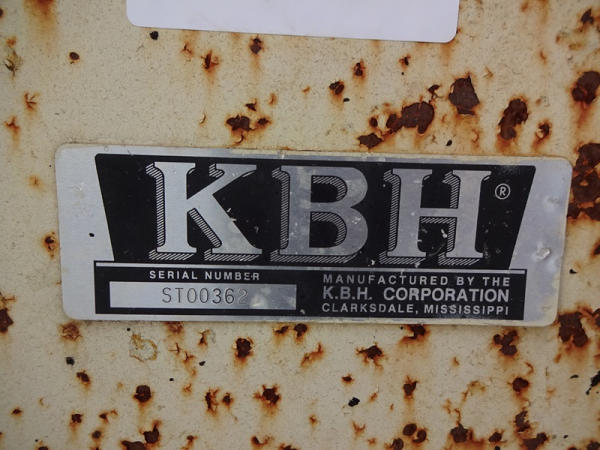 KBH®
SERIAL NUMBER
ST00362
MANUFACTURED BY THE
K.B.H. CORPORATION
CLARKSDALE, MISSISSIPPI